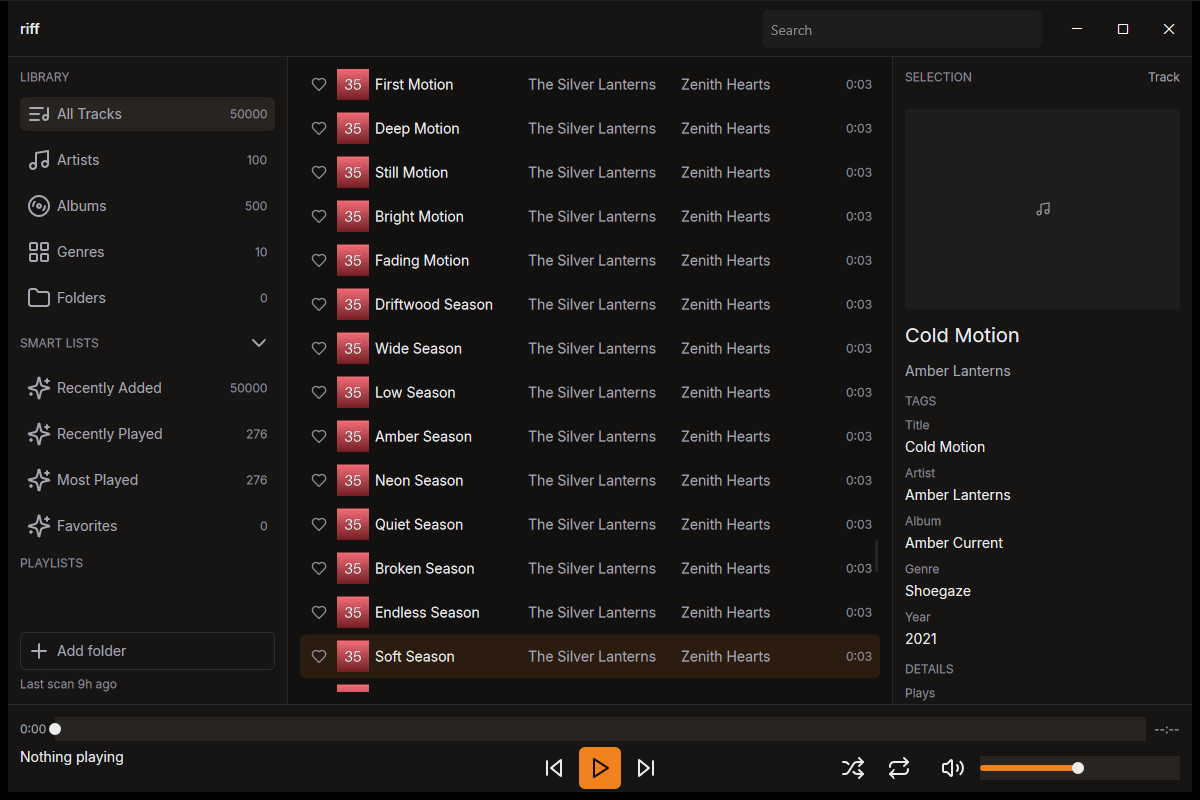 riff
Search
LIBRARY
All Tracks 50000
Artists 100
Albums 500
Genres 10
Folders 0
SMART LISTS
Recently Added 50000
Recently Played 276
Most Played 276
Favorites 0
PLAYLISTS
Add folder
Last scan 9h ago
35 First Motion The Silver Lanterns Zenith Hearts 0:03
35 Deep Motion The Silver Lanterns Zenith Hearts 0:03
35 Still Motion The Silver Lanterns Zenith Hearts 0:03
35 Bright Motion The Silver Lanterns Zenith Hearts 0:03
35 Fading Motion The Silver Lanterns Zenith Hearts 0:03
35 Driftwood Season The Silver Lanterns Zenith Hearts 0:03
35 Wide Season The Silver Lanterns Zenith Hearts 0:03
35 Low Season The Silver Lanterns Zenith Hearts 0:03
35 Amber Season The Silver Lanterns Zenith Hearts 0:03
35 Neon Season The Silver Lanterns Zenith Hearts 0:03
35 Quiet Season The Silver Lanterns Zenith Hearts 0:03
35 Broken Season The Silver Lanterns Zenith Hearts 0:03
35 Endless Season The Silver Lanterns Zenith Hearts 0:03
35 Soft Season The Silver Lanterns Zenith Hearts 0:03
SELECTION Track
Cold Motion
Amber Lanterns
TAGS
Title
Cold Motion
Artist
Amber Lanterns
Album
Amber Current
Genre
Shoegaze
Year
2021
DETAILS
Plays
0:00 --:--
Nothing playing